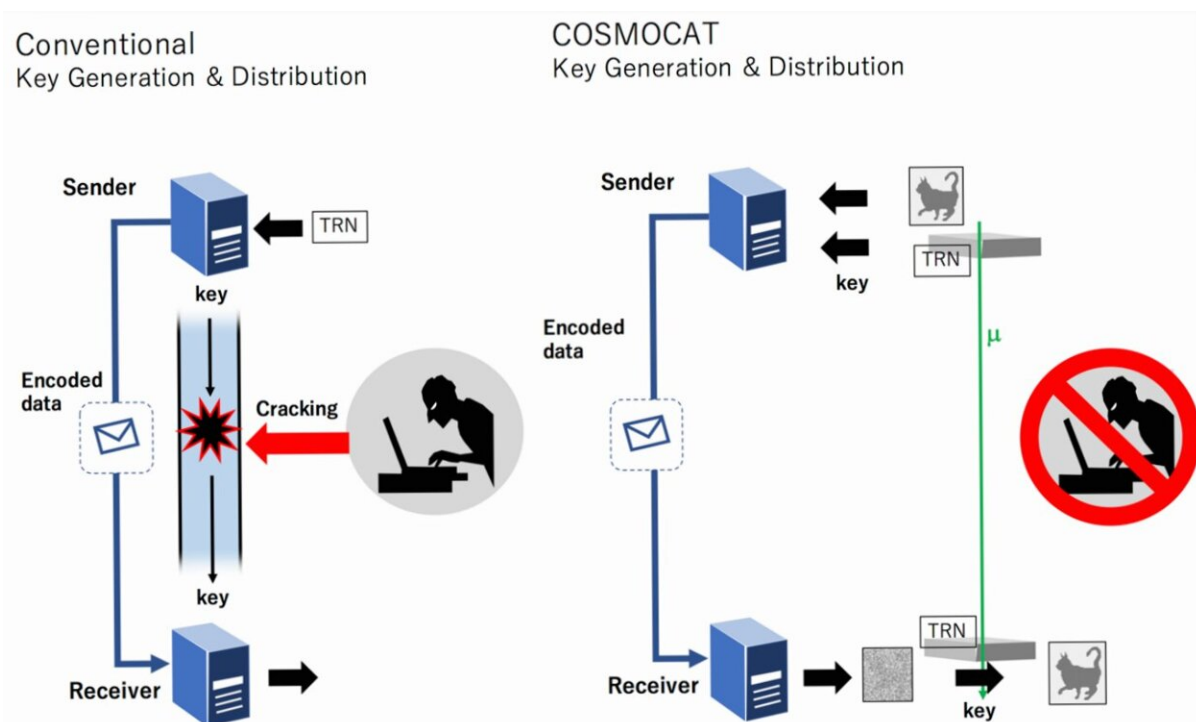 Conventional
Key Generation & Distribution
Sender
TRN
key
Encoded
data
Cracking
key
Receiver
COSMOCAT
Key Generation & Distribution
Sender
TRN
key
μ
Encoded
data
TRN
Receiver
key